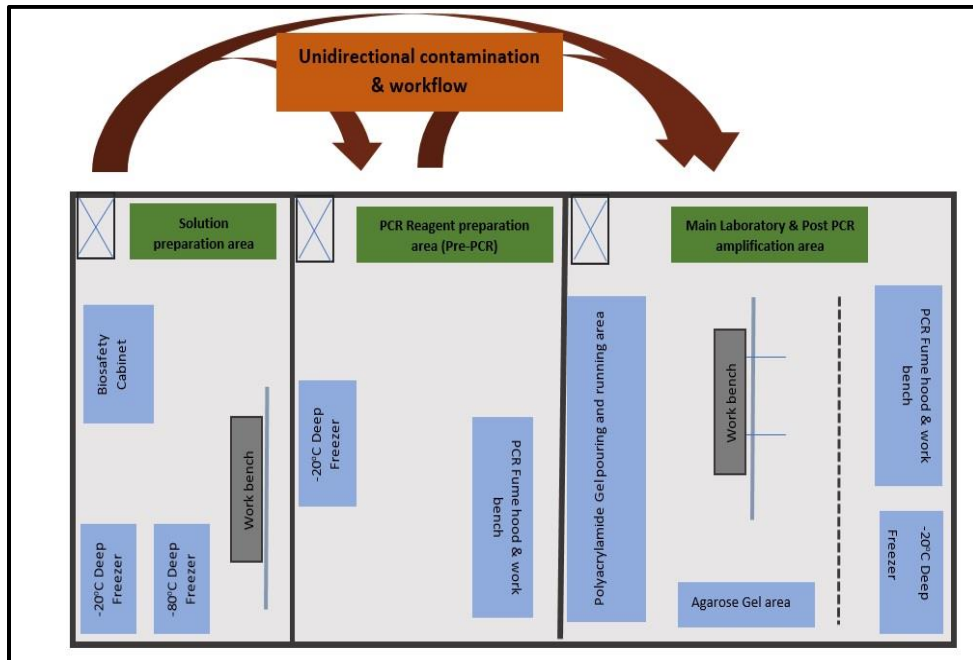 Unidirectional contamination
& workflow
Solution
preparation area
PCR Reagent preparation
area (Pre-PCR)
Main Laboratory & Post PCR
amplification area
Biosafety
Cabinet
-20°C Deep
Freezer
-80°C Deep
Freezer
Work bench
-20°C Deep
Freezer
PCR Fume hood & work
bench
Polyacrylamide Gel pouring and running area
Work bench
Agarose Gel area
PCR Fume hood & work
bench
-20°C Deep
Freezer